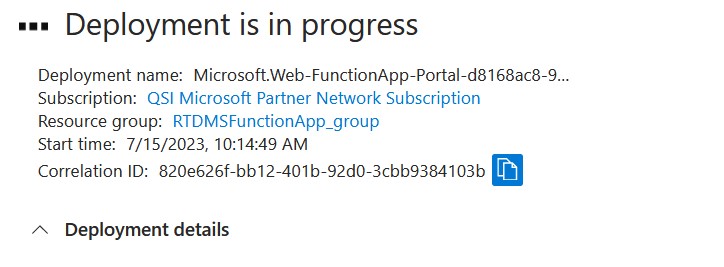 Deployment is in progress
Deployment name: Microsoft.Web-FunctionApp-Portal-d8168ac8-9...
Subscription: QSI Microsoft Partner Network Subscription
Resource group: RTDMSFunctionApp_group
Start time: 7/15/2023, 10:14:49 AM
Correlation ID: 820e626f-bb12-401b-92d0-3cbb9384103b
Deployment details